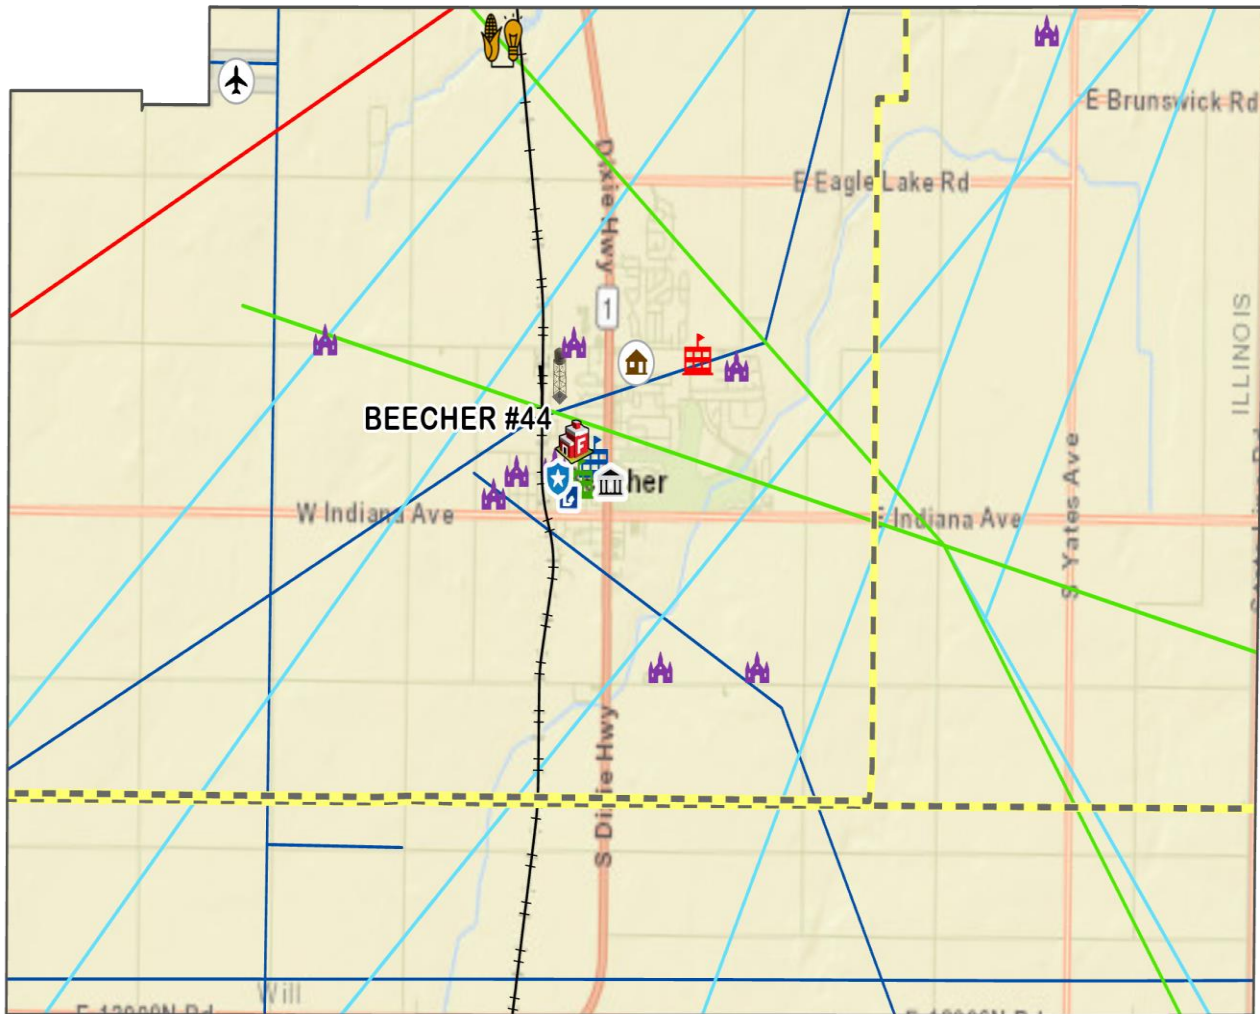 E Brunswick Rd
Dixie Hwy
E Eagle Lake Rd
1
ILLINOIS
BEECHER #44
W Indiana Ave
E Indiana Ave
S Yates Ave
S Dixie Hwy
Will